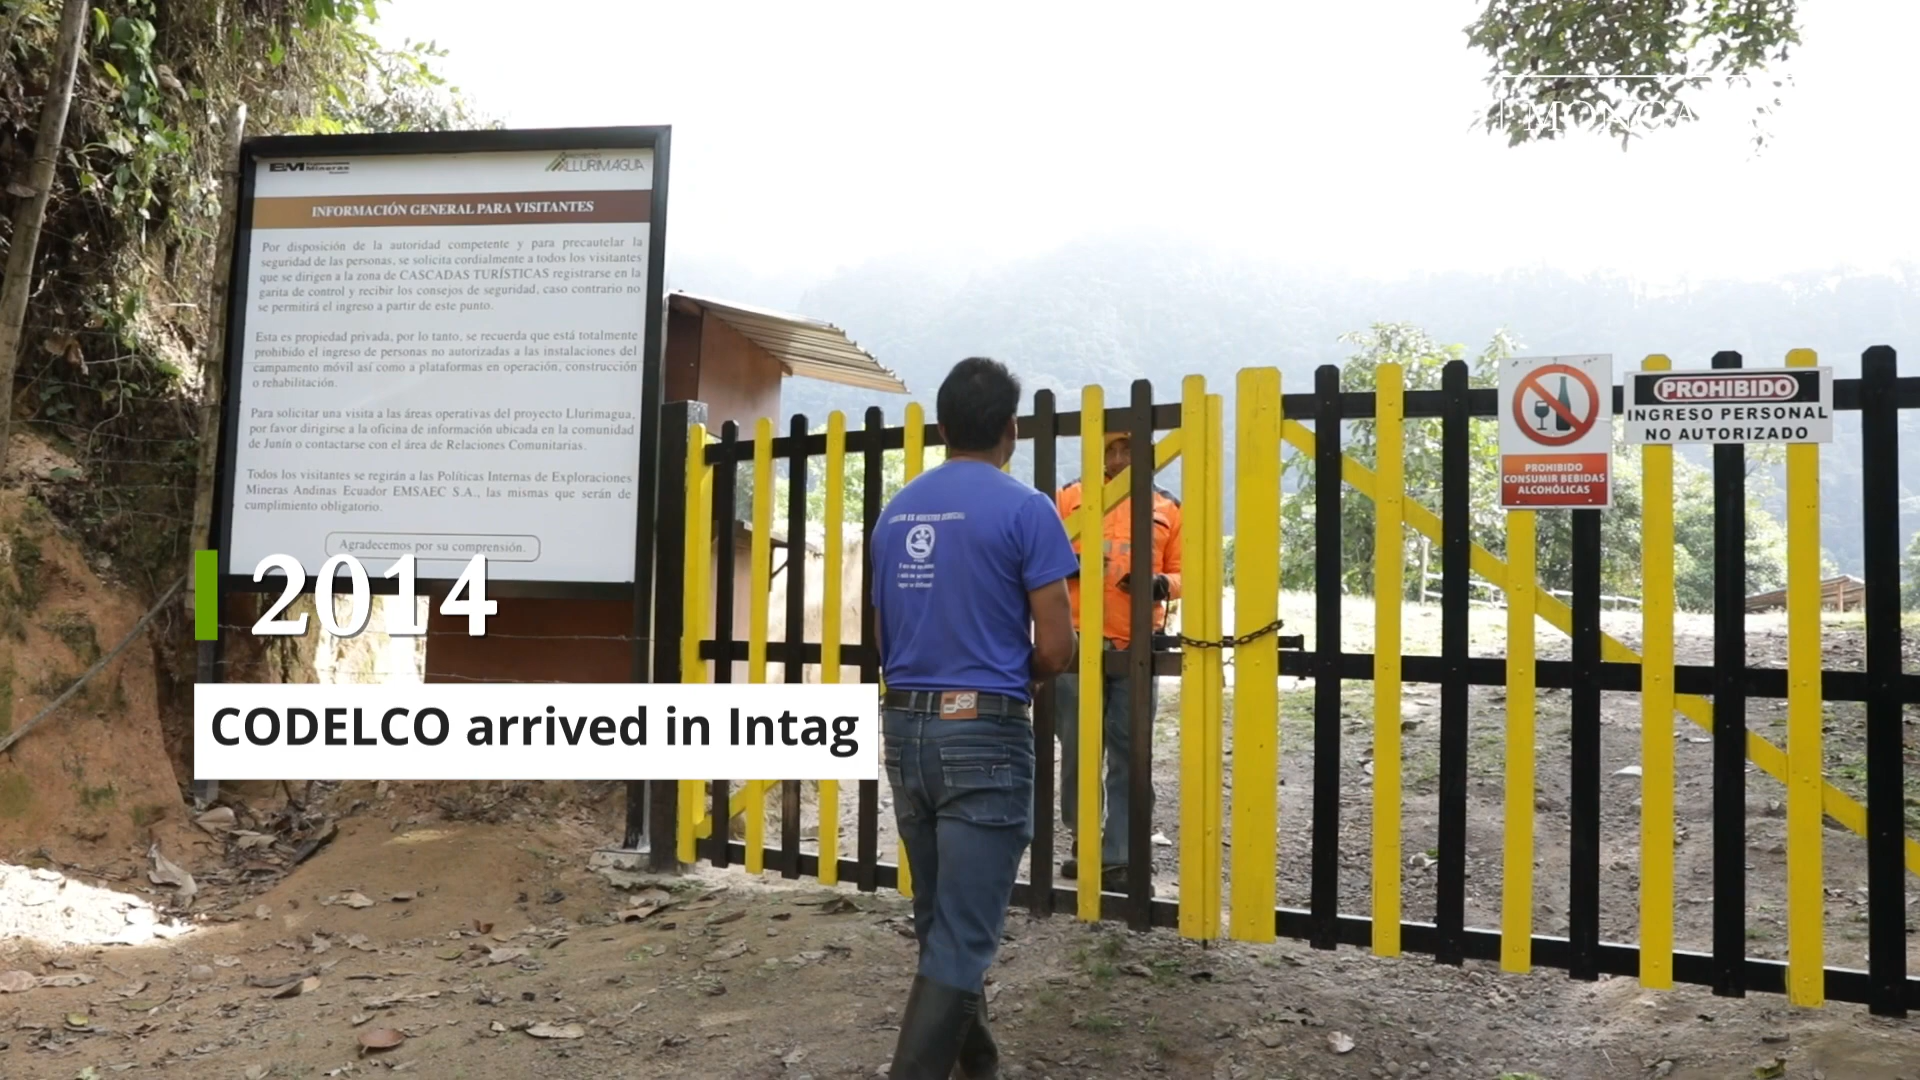 EM Exploraciones
Mineras
LLURIMAGUA
INFORMACIÓN GENERAL PARA VISITANTES
Por disposición de la autoridad competente y para precautelar la
seguridad de las personas, se solicita cordialmente a todos los visitantes
que se dirigen a la zona de CASCADAS TURÍSTICAS registrarse en la
garita de control y recibir los consejos de seguridad, caso contrario no
se permitirá el ingreso a partir de este punto.
Esta es propiedad privada, por lo tanto, se recuerda que está totalmente
prohibido el ingreso de personas no autorizadas a las instalaciones del
campamento móvil así como a plataformas en operación, construcción
o rehabilitación.
Para solicitar una visita a las áreas operativas del proyecto Llurimagua,
por favor dirigirse a la oficina de información ubicada en la comunidad
de Junín o contactarse con el área de Relaciones Comunitarias.
Todos los visitantes se regirán a las Políticas Internas de Exploraciones
Mineras Andinas Ecuador EMSAEC S.A., las mismas que serán de
cumplimiento obligatorio.
Agradecemos por su comprensión.
2014
CODELCO arrived in Intag
PROHIBIDO
CONSUMIR BEBIDAS
ALCOHÓLICAS
PROHIBIDO
INGRESO PERSONAL
NO AUTORIZADO